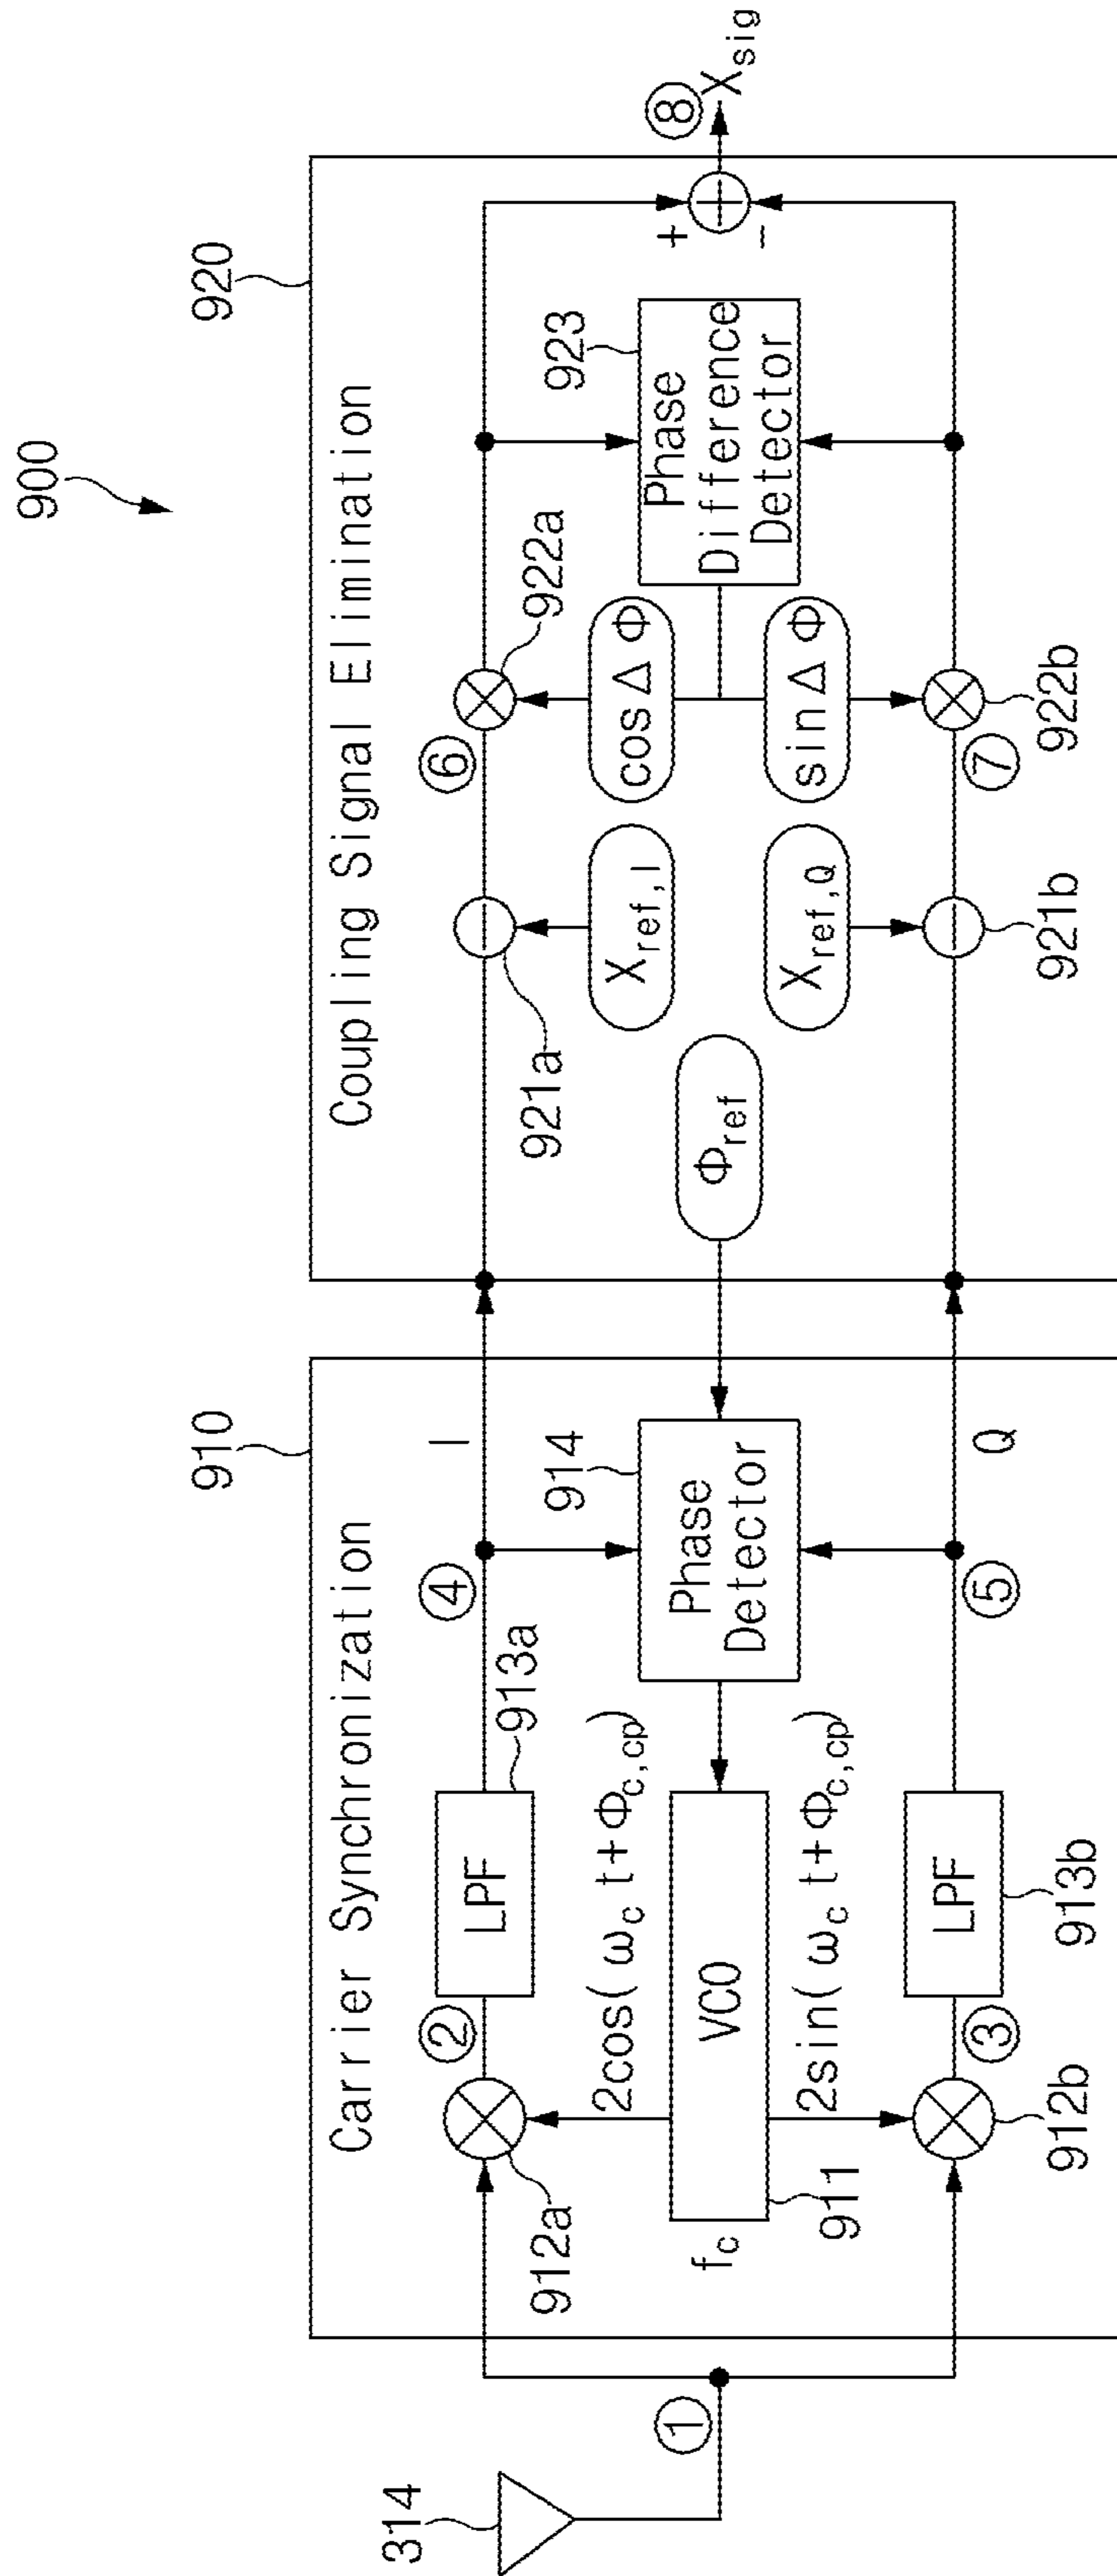 900
910
Carrier Synchronization
920
Coupling Signal Elimination
314
①
912a
②
LPF
913a
④
I
2cos(ω_c t+Φ_c,cp)
f_c
VCO
911
2sin(ω_c t+Φ_c,cp)
914
Phase
Detector
912b
③
LPF
913b
⑤
Q
Φ_ref
921a
X_ref,I
X_ref,Q
921b
⑥
922a
cosΔΦ
sinΔΦ
⑦
922b
923
Phase
Difference
Detector
+
-
⑧
X_sig